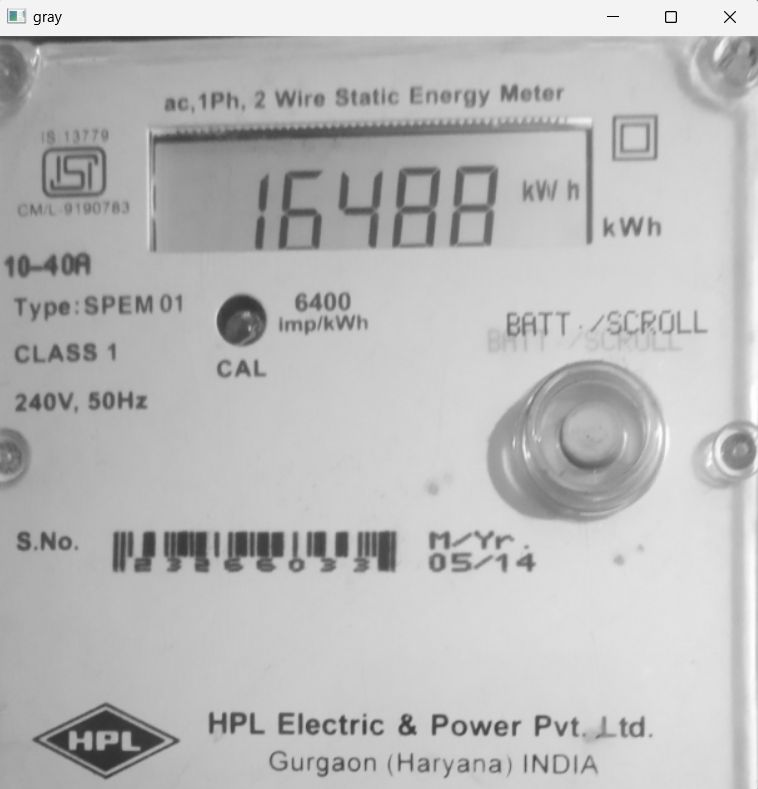 gray
ac,1Ph, 2 Wire Static Energy Meter
IS 13779
ISI
CM/L-9190783
16488 kW h
kWh
10-40A
Type:SPEM 01
6400
imp/kWh
CAL
BATT./SCROLL
CLASS 1
240V, 50Hz
S.No.
23266033
M/Yr.
05/14
HPL
HPL Electric & Power Pvt. Ltd.
Gurgaon (Haryana) INDIA